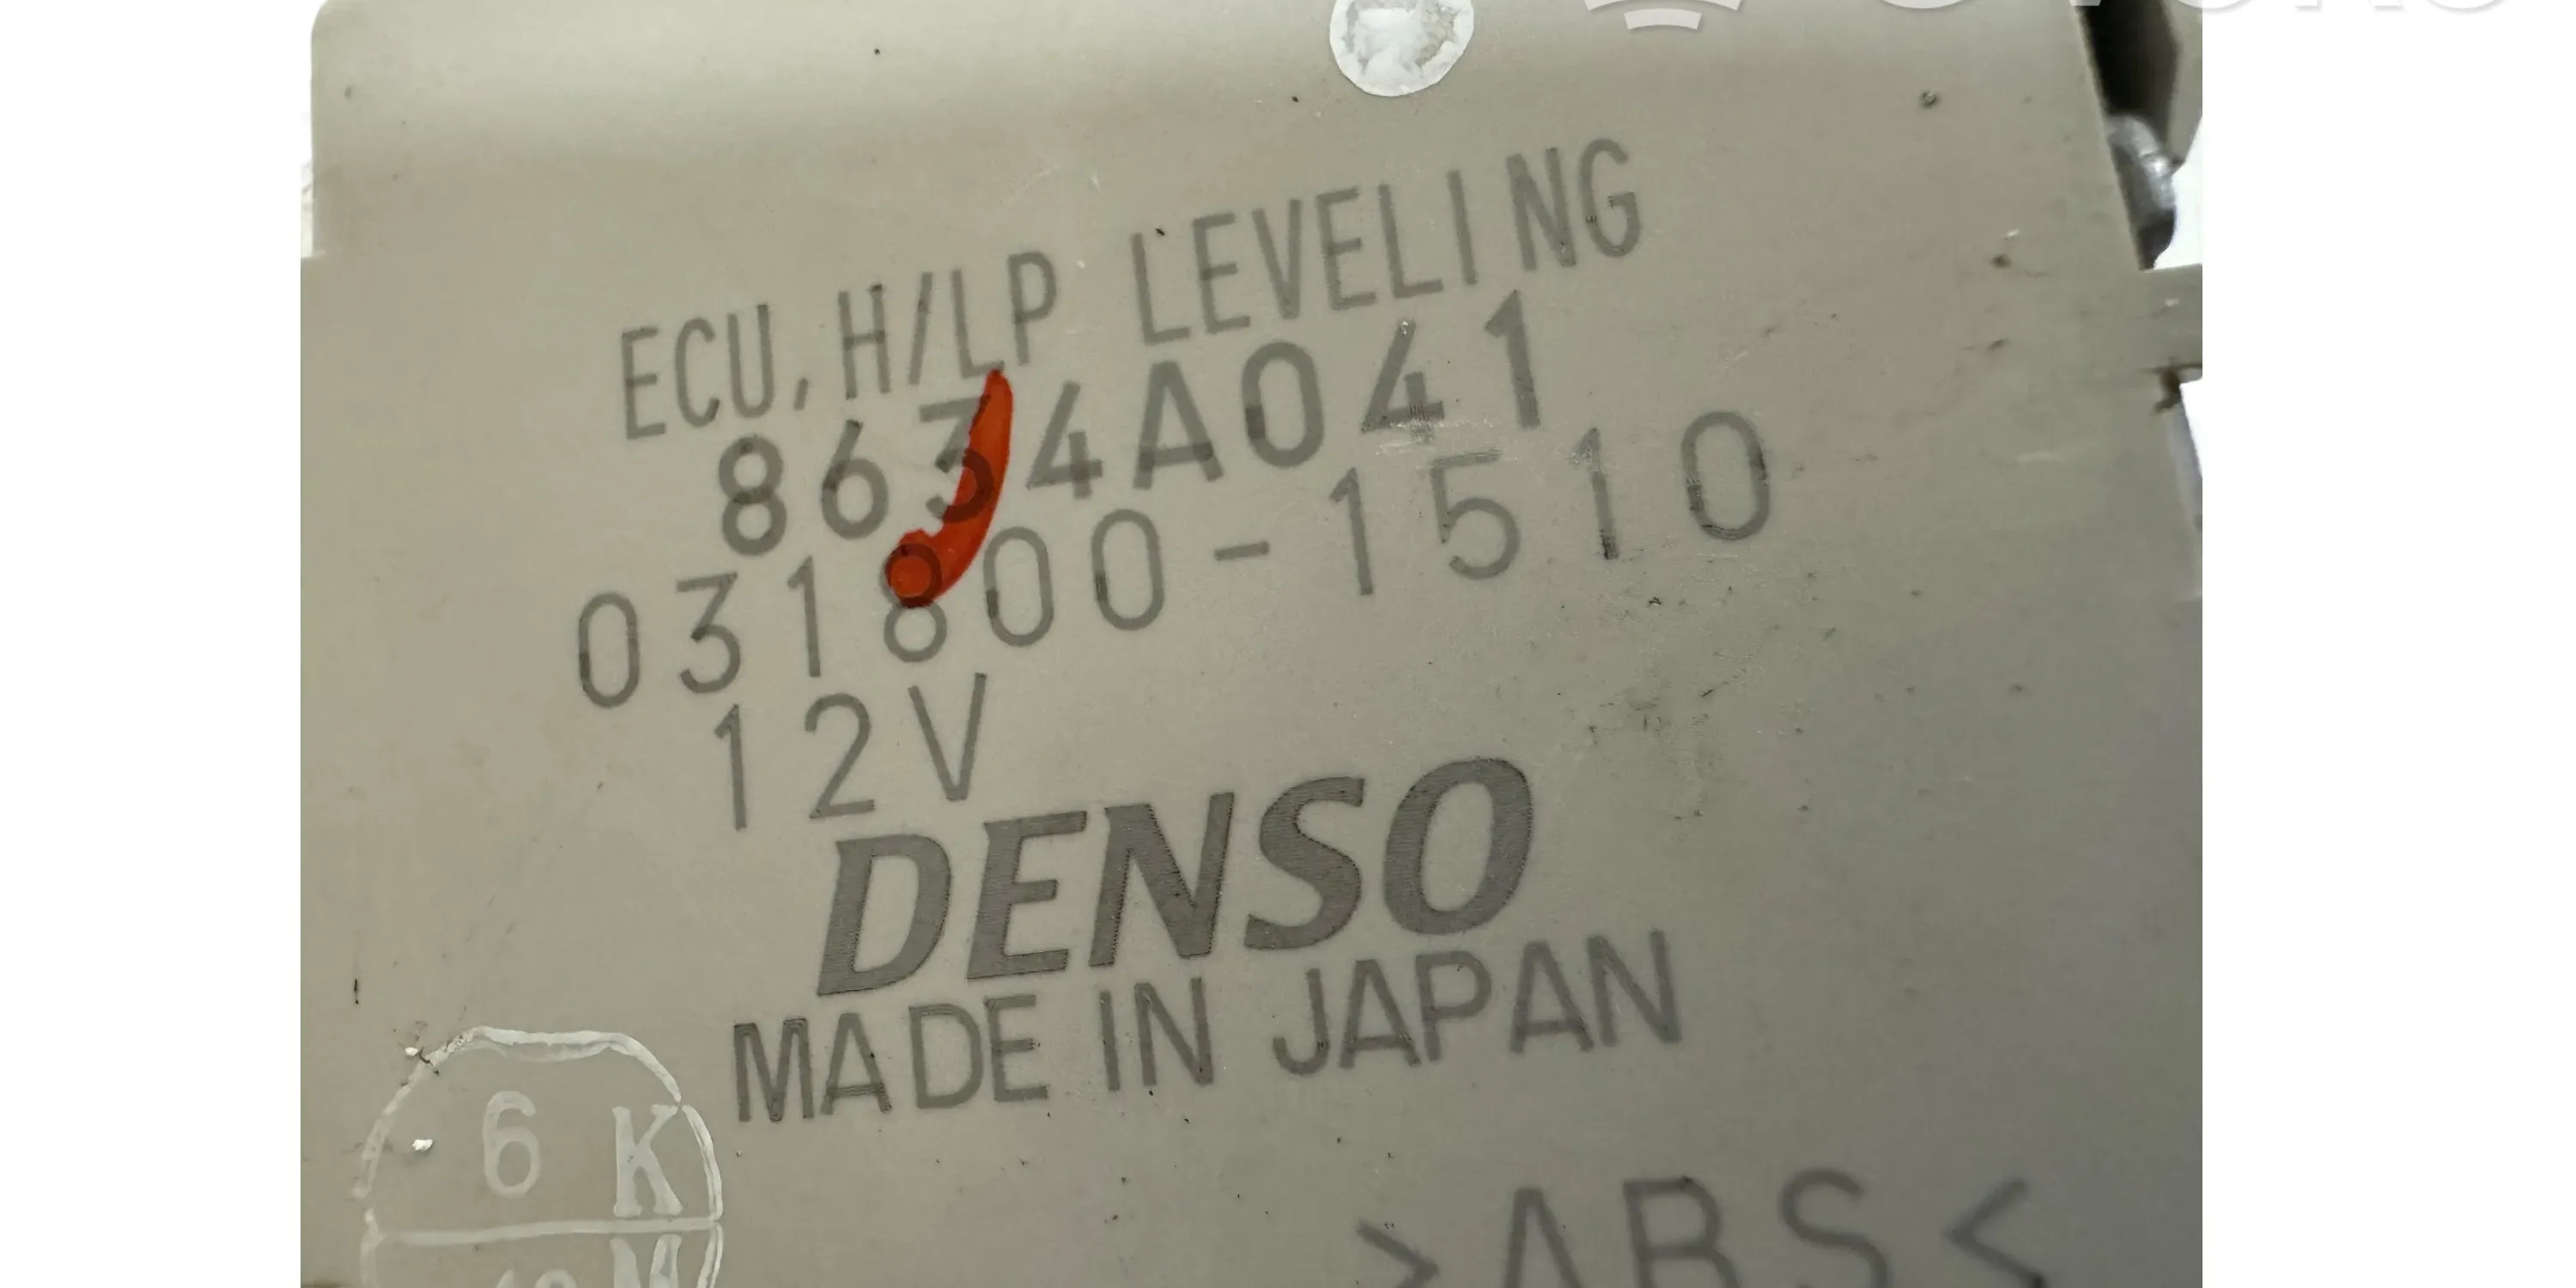 ECU, H/LP LEVELING
8634A041
031800-1510
12V
DENSO
MADE IN JAPAN
6 K
>ABS<